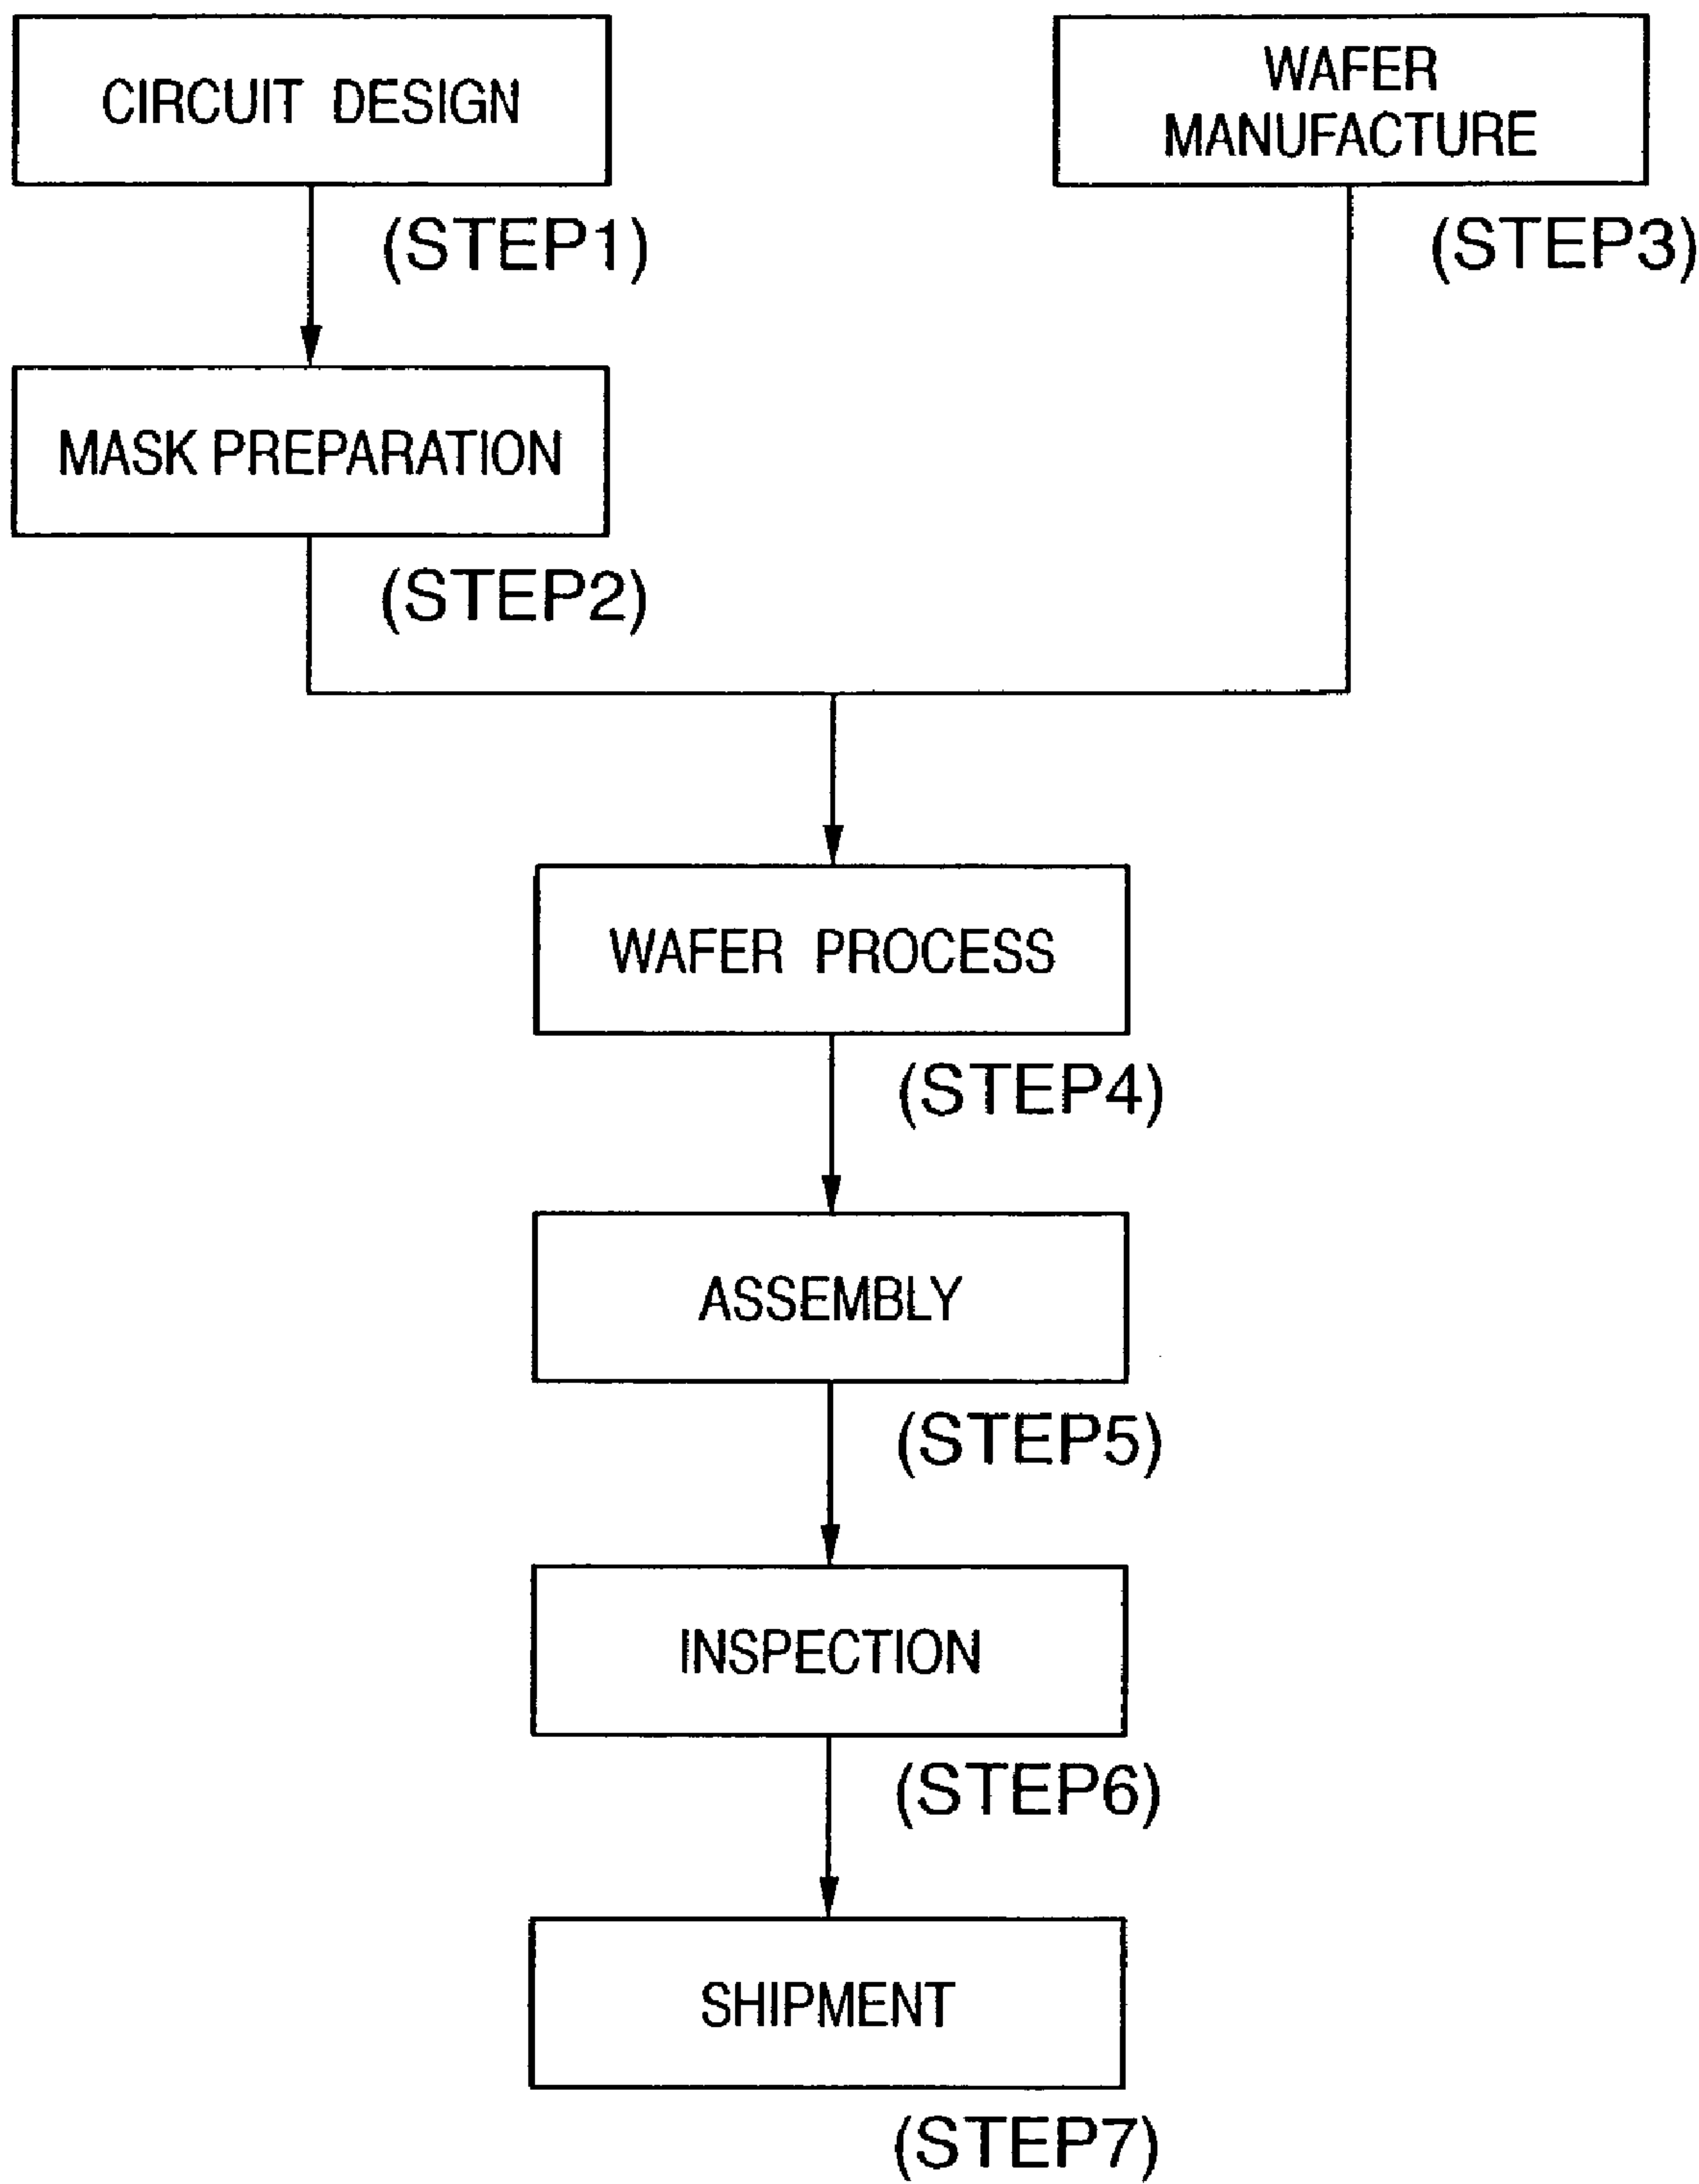 CIRCUIT DESIGN
(STEP1)
WAFER
MANUFACTURE
(STEP3)
MASK PREPARATION
(STEP2)
WAFER PROCESS
(STEP4)
ASSEMBLY
(STEP5)
INSPECTION
(STEP6)
SHIPMENT
(STEP7)